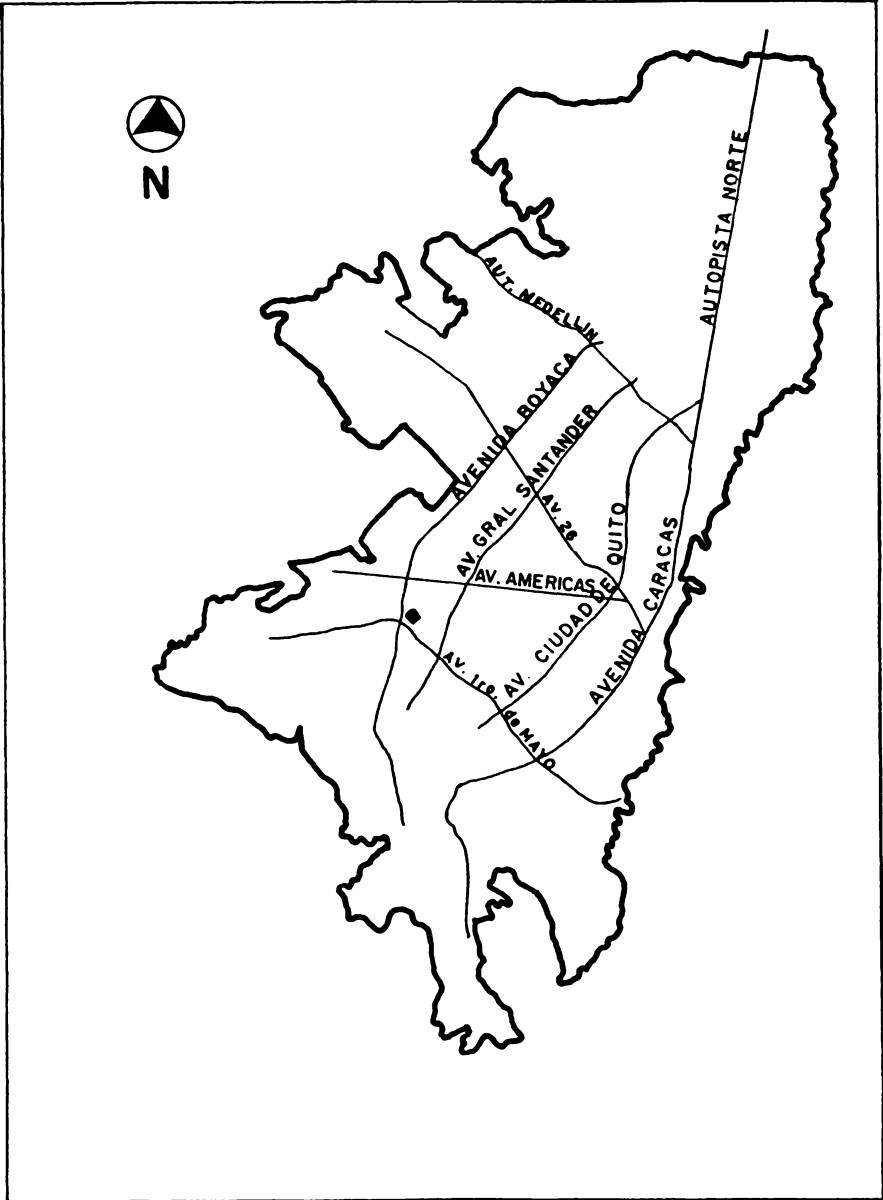 N
AUTOPISTA NORTE
AUT. MEDELLIN
AVENIDA BOYACA
AV. GRAL SANTANDER
AV. 26
AV. AMERICAS
AV. CIUDAD DE QUITO
AVENIDA CARACAS
AV. 1ro. de MAYO